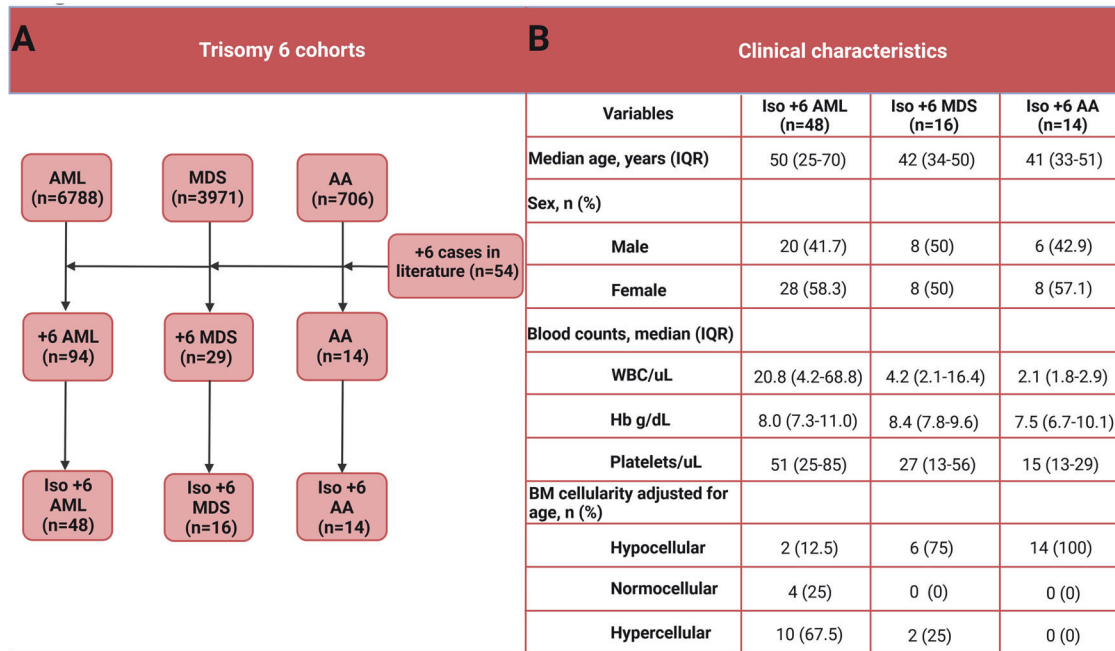 A
Trisomy 6 cohorts
AML
(n=6788)
MDS
(n=3971)
AA
(n=706)
+6 cases in
literature (n=54)
+6 AML
(n=94)
+6 MDS
(n=29)
AA
(n=14)
Iso +6
AML
(n=48)
Iso +6
MDS
(n=16)
Iso +6
AA
(n=14)
B
Clinical characteristics
Variables
Iso +6 AML
(n=48)
Iso +6 MDS
(n=16)
Iso +6 AA
(n=14)
Median age, years (IQR) 50 (25-70) 42 (34-50) 41 (33-51)
Sex, n (%)
Male 20 (41.7) 8 (50) 6 (42.9)
Female 28 (58.3) 8 (50) 8 (57.1)
Blood counts, median (IQR)
WBC/uL 20.8 (4.2-68.8) 4.2 (2.1-16.4) 2.1 (1.8-2.9)
Hb g/dL 8.0 (7.3-11.0) 8.4 (7.8-9.6) 7.5 (6.7-10.1)
Platelets/uL 51 (25-85) 27 (13-56) 15 (13-29)
BM cellularity adjusted for
age, n (%)
Hypocellular 2 (12.5) 6 (75) 14 (100)
Normocellular 4 (25) 0 (0) 0 (0)
Hypercellular 10 (67.5) 2 (25) 0 (0)